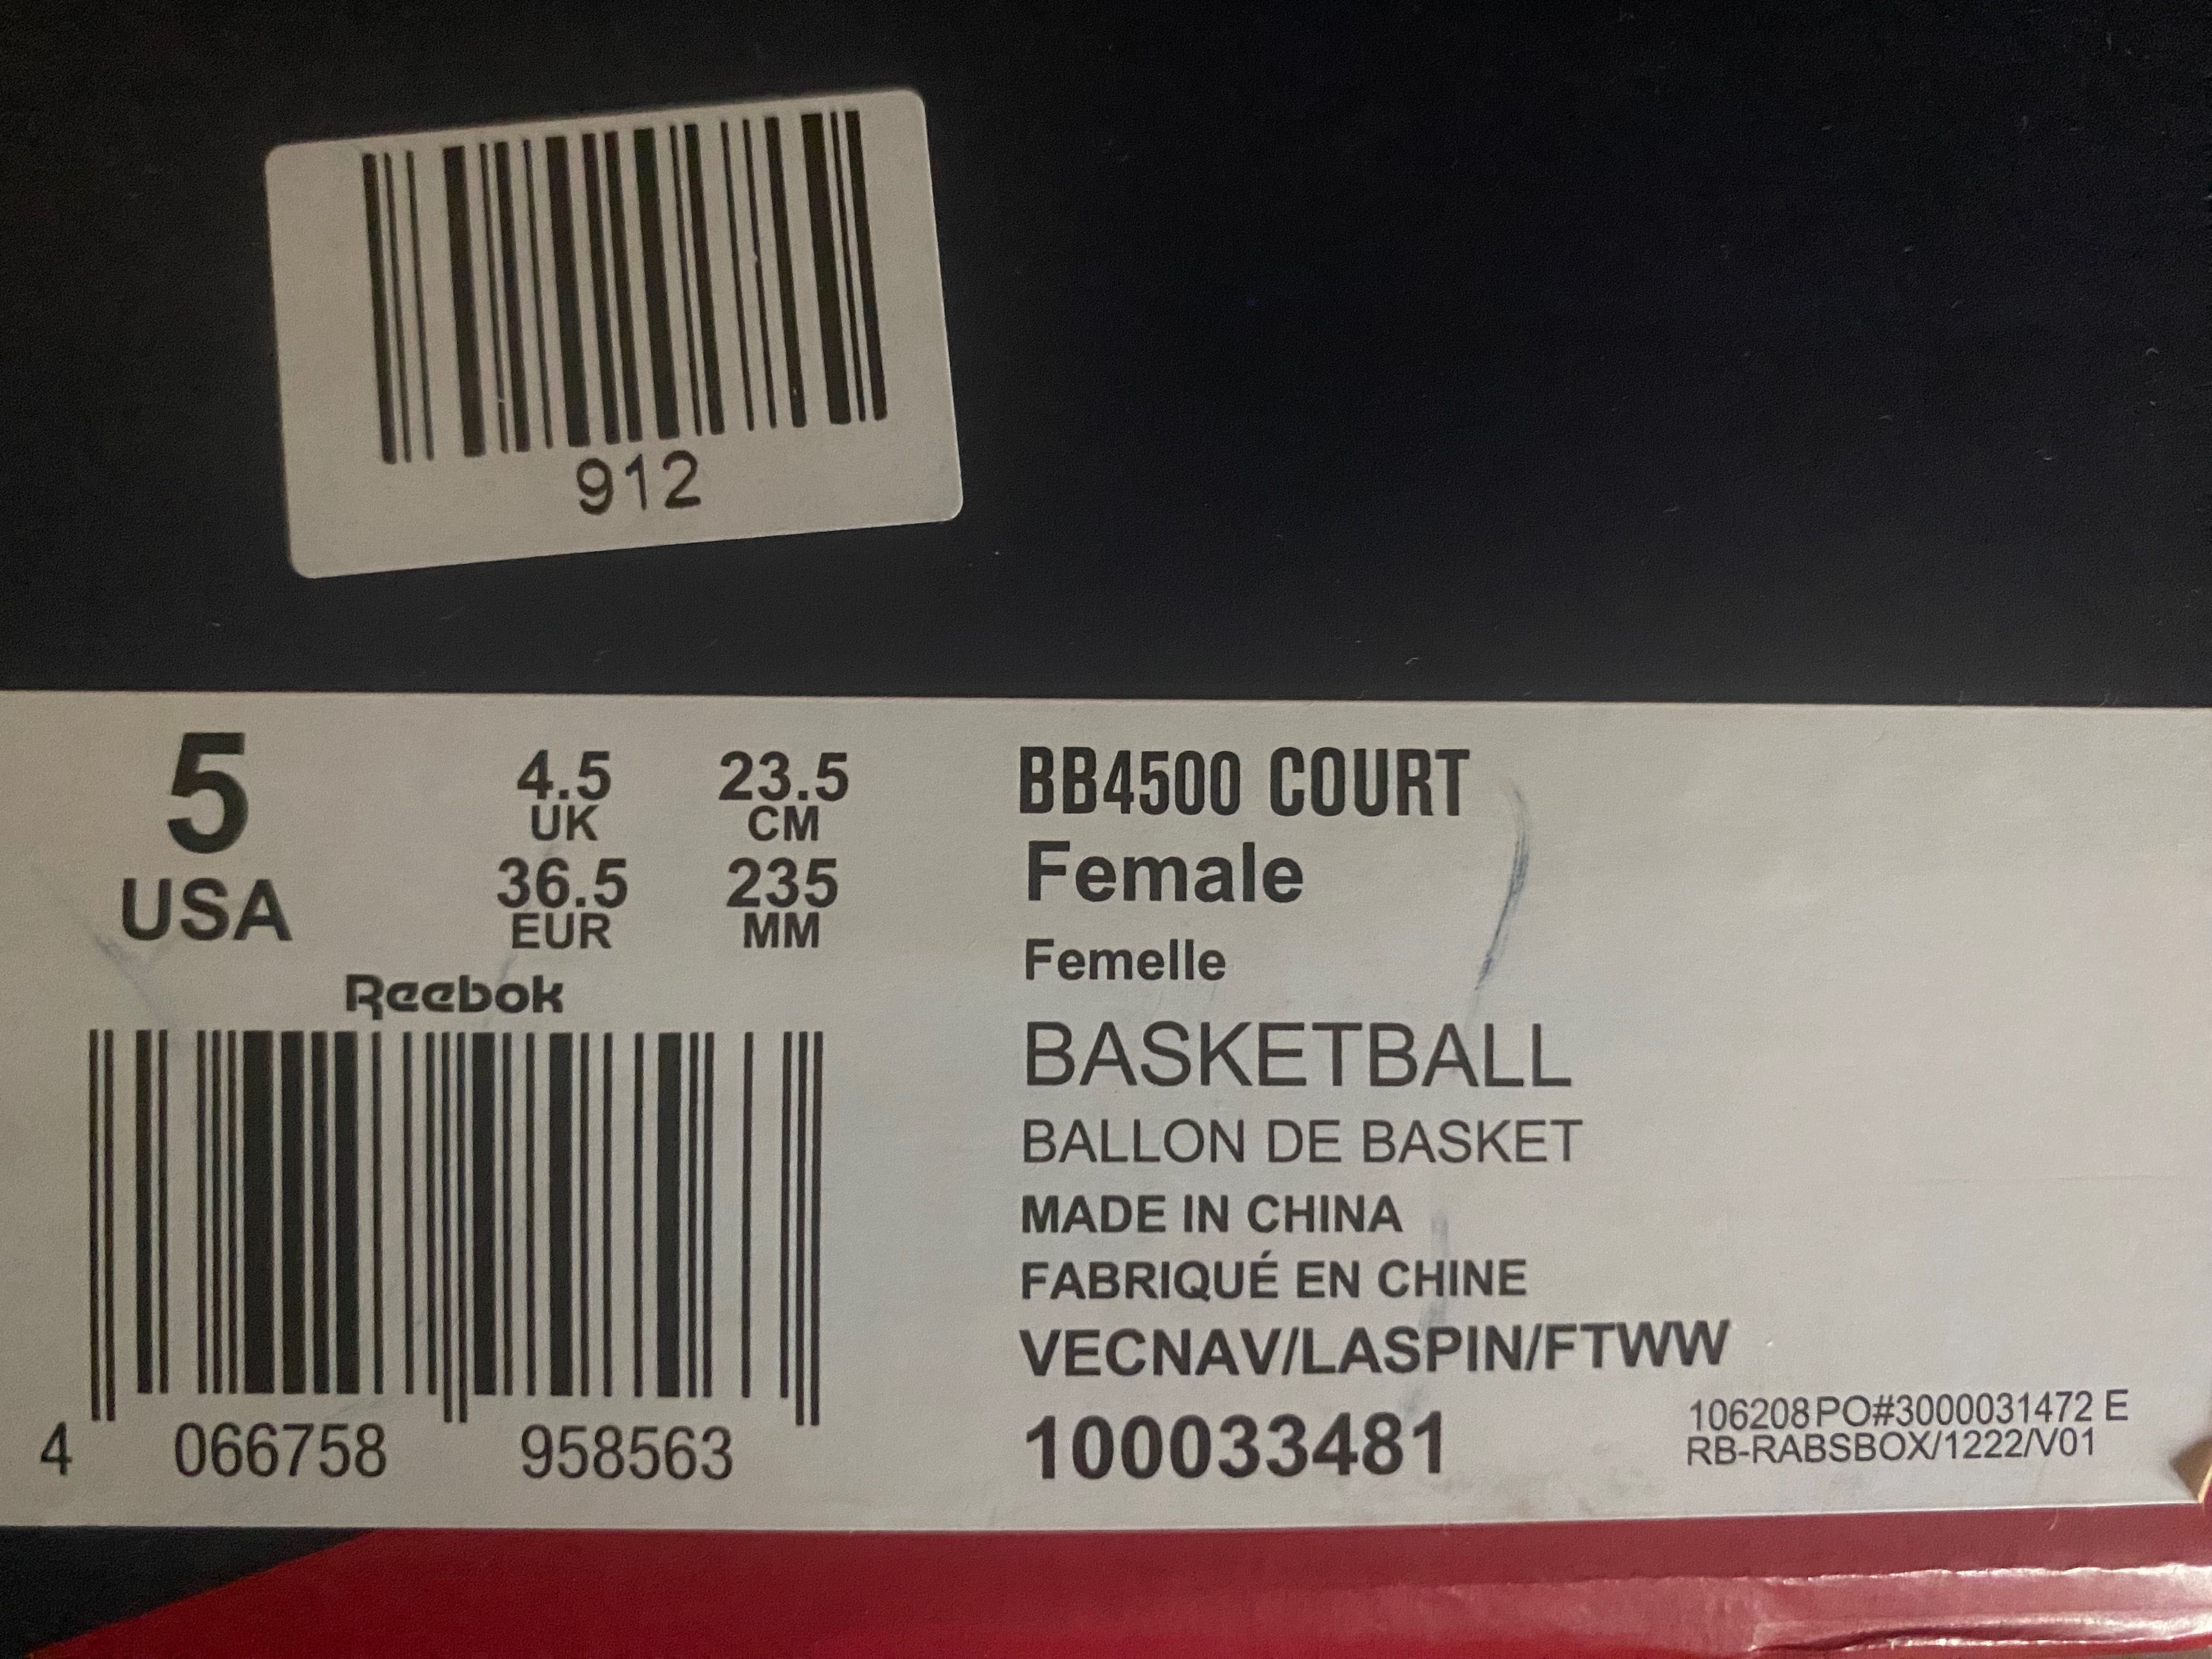 912
5
USA
4.5
UK
36.5
EUR
23.5
CM
235
MM
Reebok
4 066758 958563
BB4500 COURT
Female
Femelle
BASKETBALL
BALLON DE BASKET
MADE IN CHINA
FABRIQUÉ EN CHINE
VECNAV/LASPIN/FTWW
100033481
106208 PO#3000031472 E
RB-RABSBOX/1222/V01